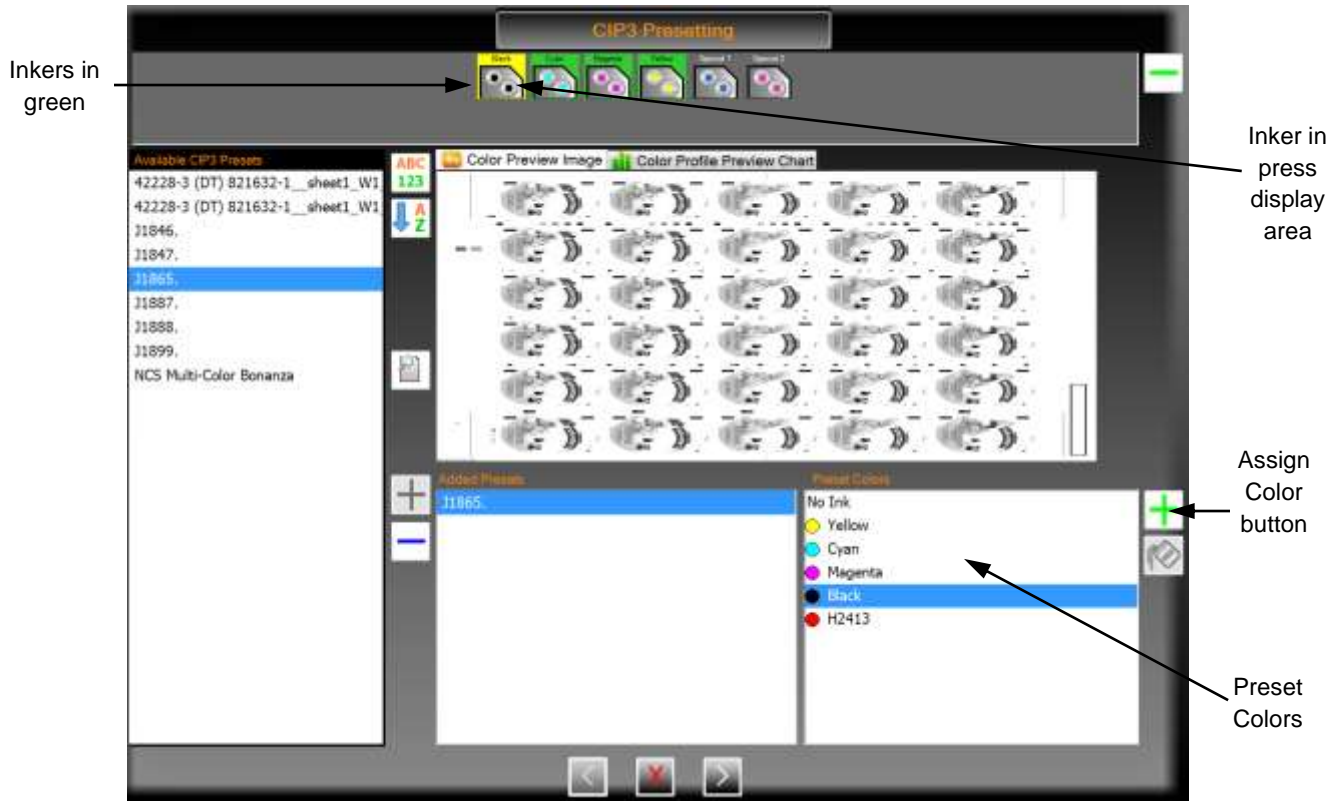 CIP3 Presetting
Inkers in
green
Black Cyan Magenta Yellow Special 1 Special 2
Inker in
press
display
area
Available CIP3 Presets
42228-3 (DT) 821632-1__sheet1_W1
42228-3 (DT) 821632-1__sheet1_W1
J1846.
J1847.
J1865.
J1887.
J1888.
J1899.
NCS Multi-Color Bonanza
ABC
123
A
Z
Color Preview Image
Color Profile Preview Chart
Added Presets
J1865.
Preset Colors
No Ink
Yellow
Cyan
Magenta
Black
H2413
Assign
Color
button
Preset
Colors